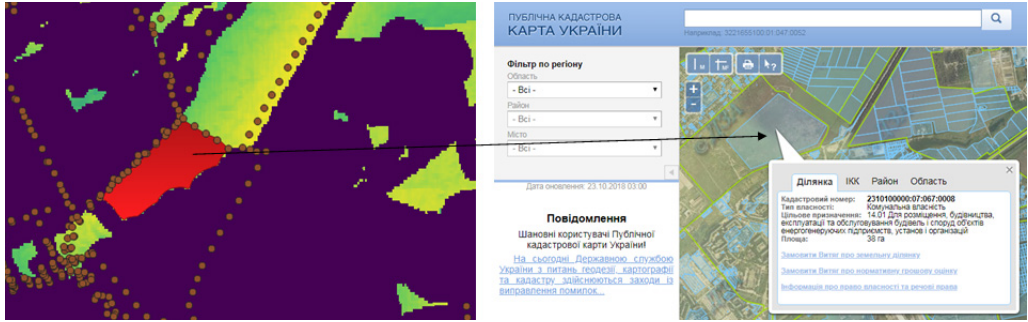 ПУБЛІЧНА КАДАСТРОВА
КАРТА УКРАЇНИ
Наприклад: 3221655100:01:047:0052
Фільтр по регіону
Область
- Всі -
Район
- Всі -
Місто
- Всі -
Дата оновлення: 23.10.2018 03:00
Повідомлення
Шановні користувачі Публічної
кадастрової карти України!
На сьогодні Державною службою
України з питань геодезії, картографії
та кадастру здійснюються заходи із
виправлення помилок...
+
-
Ділянка ІКК Район Область
Кадастровий номер: 2310100000:07:067:0008
Тип власності: Комунальна власність
Цільове призначення: 14.01 Для розміщення, будівництва,
експлуатації та обслуговування будівель і споруд об'єктів
енергогенеруючих підприємств, установ і організацій
Площа: 38 га
Замовити Витяг про земельну ділянку
Замовити Витяг про нормативну грошову оцінку
Інформація про право власності та речові права